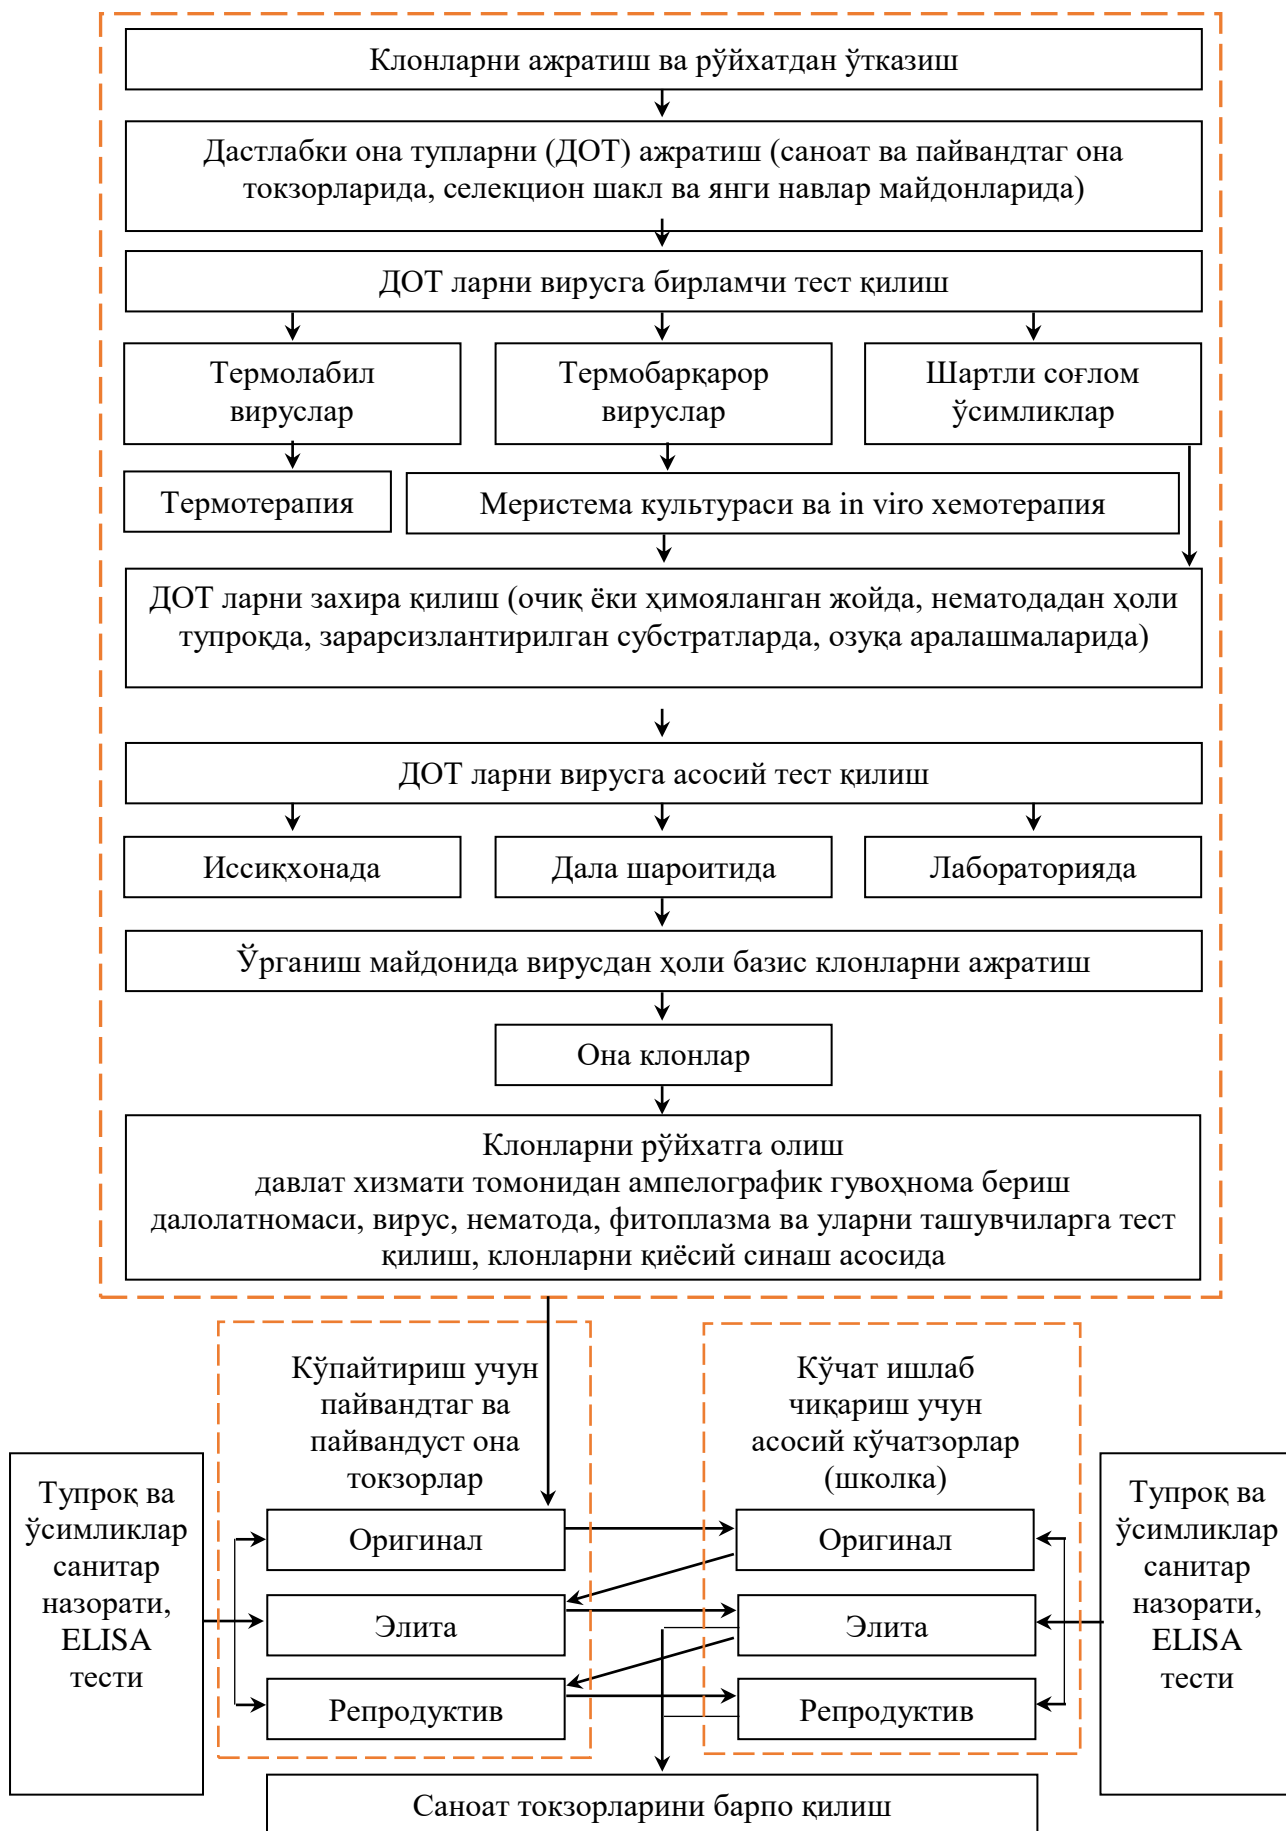 Клонларни ажратиш ва рўйхатдан ўтказиш
Дастлабки она тупларни (ДОТ) ажратиш (саноат ва пайвандтаг она
токзорларида, селекцион шакл ва янги навлар майдонларида)
ДОТ ларни вирусга бирламчи тест қилиш
Термолабил
вируслар
Термобарқарор
вируслар
Шартли соғлом
ўсимликлар
Термотерапия
Меристема культураси ва in viro хемотерапия
ДОТ ларни захира қилиш (очиқ ёки ҳимояланган жойда, нематодадан ҳоли
тупроқда, зарарсизлантирилган субстратларда, озуқа аралашмаларида)
ДОТ ларни вирусга асосий тест қилиш
Иссиқхонада
Дала шароитида
Лабораторияда
Ўрганиш майдонида вирусдан ҳоли базис клонларни ажратиш
Она клонлар
Клонларни рўйхатга олиш
давлат хизмати томонидан ампелографик гувоҳнома бериш
далолатномаси, вирус, нематода, фитоплазма ва уларни ташувчиларга тест
қилиш, клонларни қиёсий синаш асосида
Кўпайтириш учун
пайвандтаг ва
пайвандуст она
токзорлар
Кўчат ишлаб
чиқариш учун
асосий кўчатзорлар
(школка)
Тупроқ ва
ўсимликлар
санитар
назорати,
ELISA
тести
Оригинал
Элита
Репродуктив
Оригинал
Элита
Репродуктив
Тупроқ ва
ўсимликлар
санитар
назорати,
ELISA
тести
Саноат токзорларини барпо қилиш